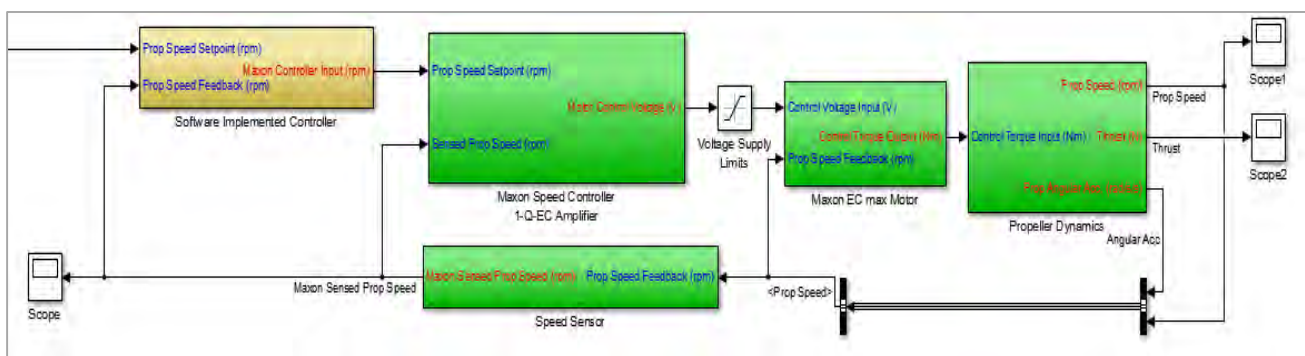 Prop Speed Setpoint (rpm)
Maxon Controller Input (rpm)
Prop Speed Feedback (rpm)
Software Implemented Controller
Prop Speed Setpoint (rpm)
Motor Control Voltage (V)
Sensed Prop Speed (rpm)
Maxon Speed Controller
1-Q-EC Amplifier
Voltage Supply
Limits
Control Voltage Input (V)
Control Torque Output (Nm)
Prop Speed Feedback (rpm)
Maxon EC max Motor
Prop Speed (rpm)
Control Torque Input (Nm)
Thrust
Prop Angular Acc
Propeller Dynamics
Prop Speed
Thrust
Angular Acc
Scope1
Scope2
Scope
Maxon Sensed Prop Speed
Maxon Sensed Prop Speed (rpm)
Prop Speed Feedback (rpm)
Speed Sensor
<Prop Speed>